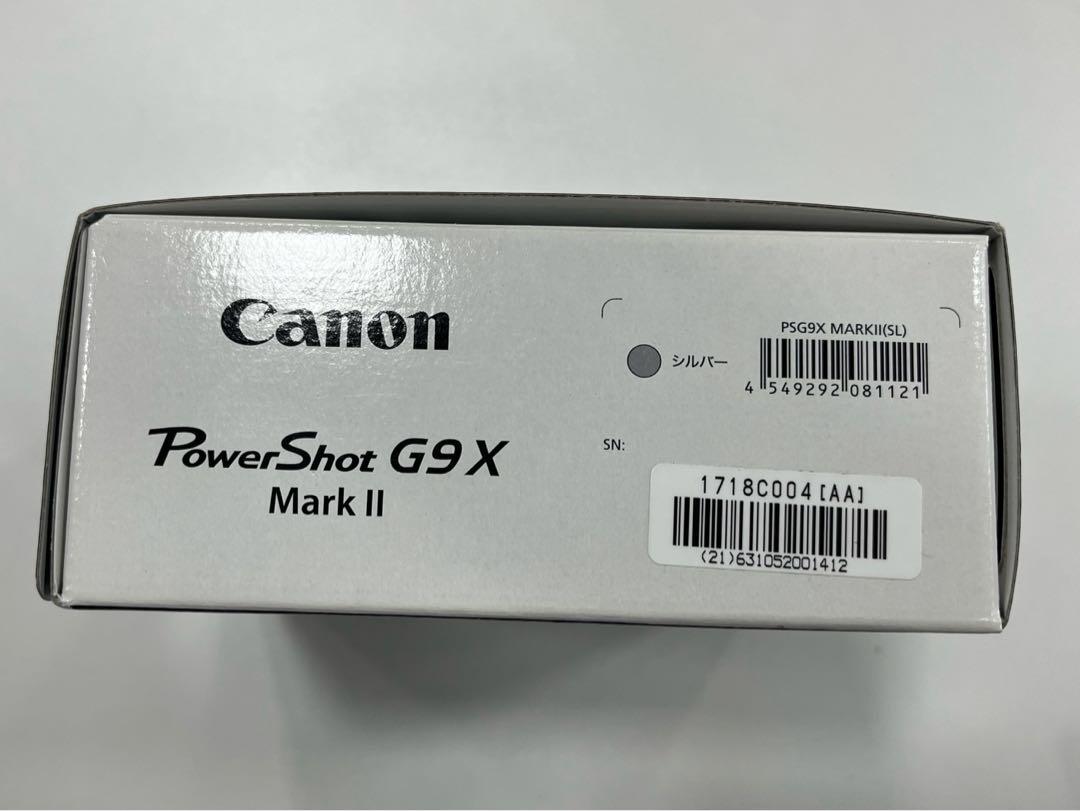 Canon
PowerShot G9 X
Mark II
シルバー
PSG9X MARKII(SL)
4 549292 081121
SN:
1718C004[AA]
(21)631052001412